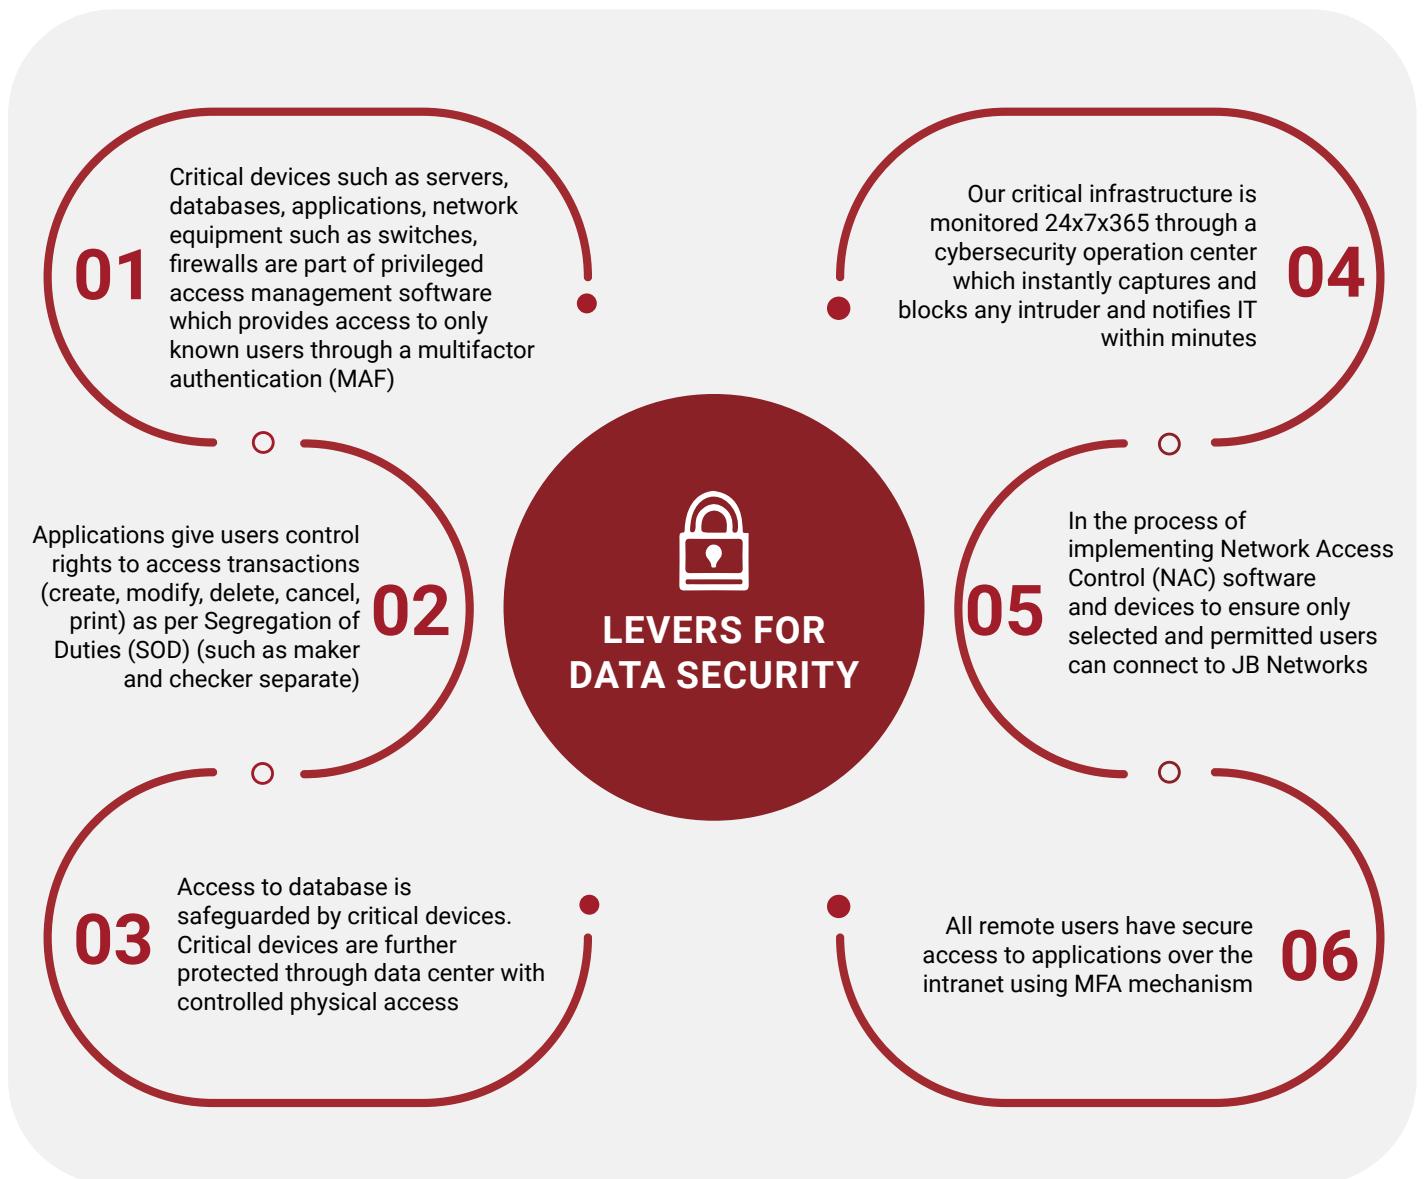 01
Critical devices such as servers,
databases, applications, network
equipment such as switches,
firewalls are part of privileged
access management software
which provides access to only
known users through a multifactor
authentication (MAF)
02
Applications give users control
rights to access transactions
(create, modify, delete, cancel,
print) as per Segregation of
Duties (SOD) (such as maker
and checker separate)
03
Access to database is
safeguarded by critical devices.
Critical devices are further
protected through data center with
controlled physical access
LEVERS FOR
DATA SECURITY
04
Our critical infrastructure is
monitored 24x7x365 through a
cybersecurity operation center
which instantly captures and
blocks any intruder and notifies IT
within minutes
05
In the process of
implementing Network Access
Control (NAC) software
and devices to ensure only
selected and permitted users
can connect to JB Networks
06
All remote users have secure
access to applications over the
intranet using MFA mechanism